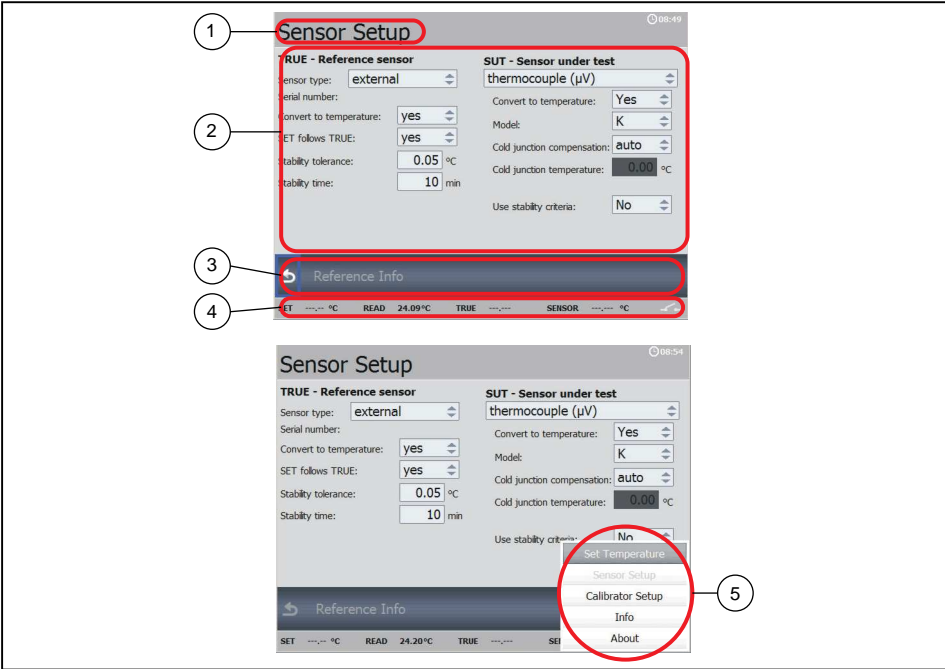 1
08:49
Sensor Setup
TRUE - Reference sensor
SUT - Sensor under test
Sensor type: external
thermocouple (µV)
Serial number:
Convert to temperature: Yes
Convert to temperature: yes
Model: K
2
SET follows TRUE: yes
Cold junction compensation: auto
Stability tolerance: 0.05 °C
Cold junction temperature: 0.00 °C
Stability time: 10 min
Use stability criteria: No
3
Reference Info
4
SET ---,-- °C READ 24.09°C TRUE ---,--- SENSOR ---,-- °C
08:54
Sensor Setup
TRUE - Reference sensor
SUT - Sensor under test
Sensor type: external
thermocouple (µV)
Serial number:
Convert to temperature: Yes
Convert to temperature: yes
Model: K
SET follows TRUE: yes
Cold junction compensation: auto
Stability tolerance: 0.05 °C
Cold junction temperature: 0.00 °C
Stability time: 10 min
Use stability criteria: No
Set Temperature
Sensor Setup
Calibrator Setup
5
Reference Info
Info
About
SET ---,-- °C READ 24.20°C TRUE ---,--- SE